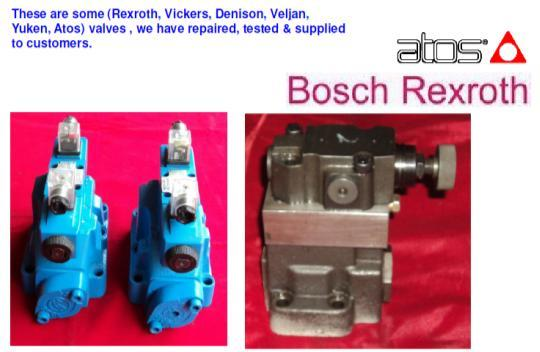 These are some (Rexroth, Vickers, Denison, Veljan,
Yuken, Atos) valves , we have repaired, tested & supplied
to customers.
atos®
Bosch Rexroth